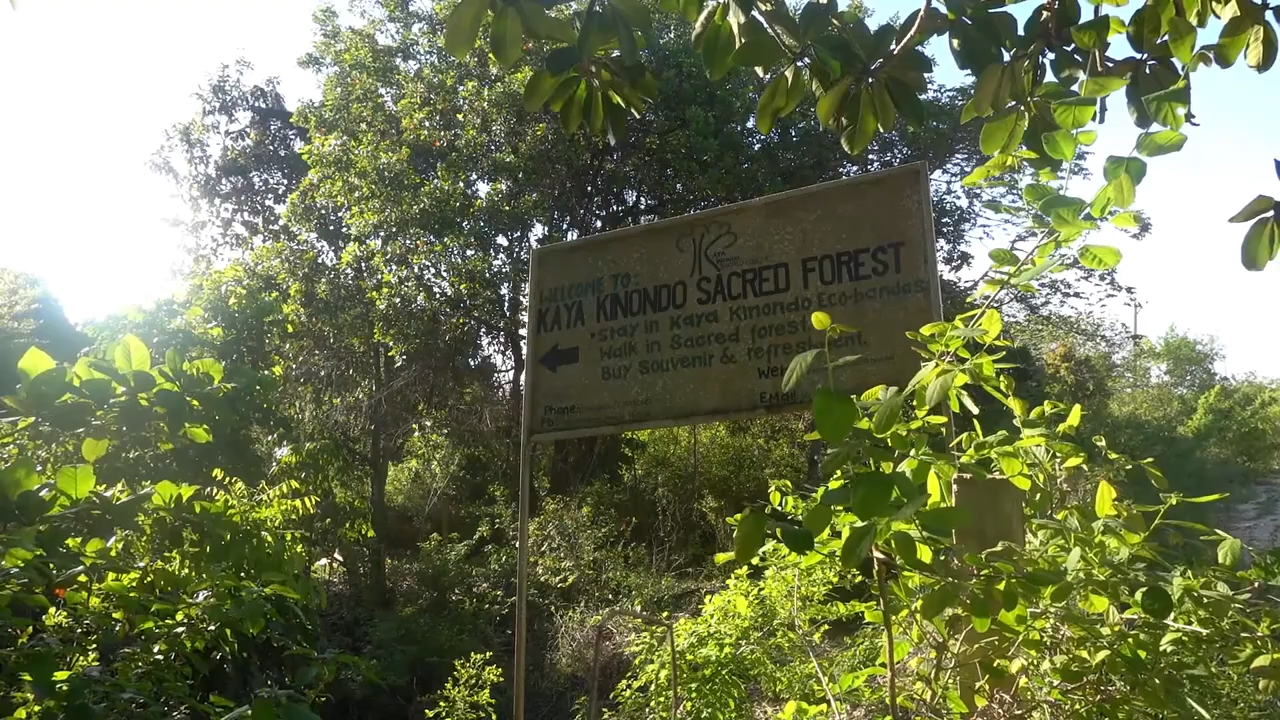 WELCOME TO:
KAYA KINONDO SACRED FOREST
*Stay in Kaya Kinondo Eco-bandas
Walk in Sacred forest
Buy Souvenir & refreshment.
Phone:
Web
EMail